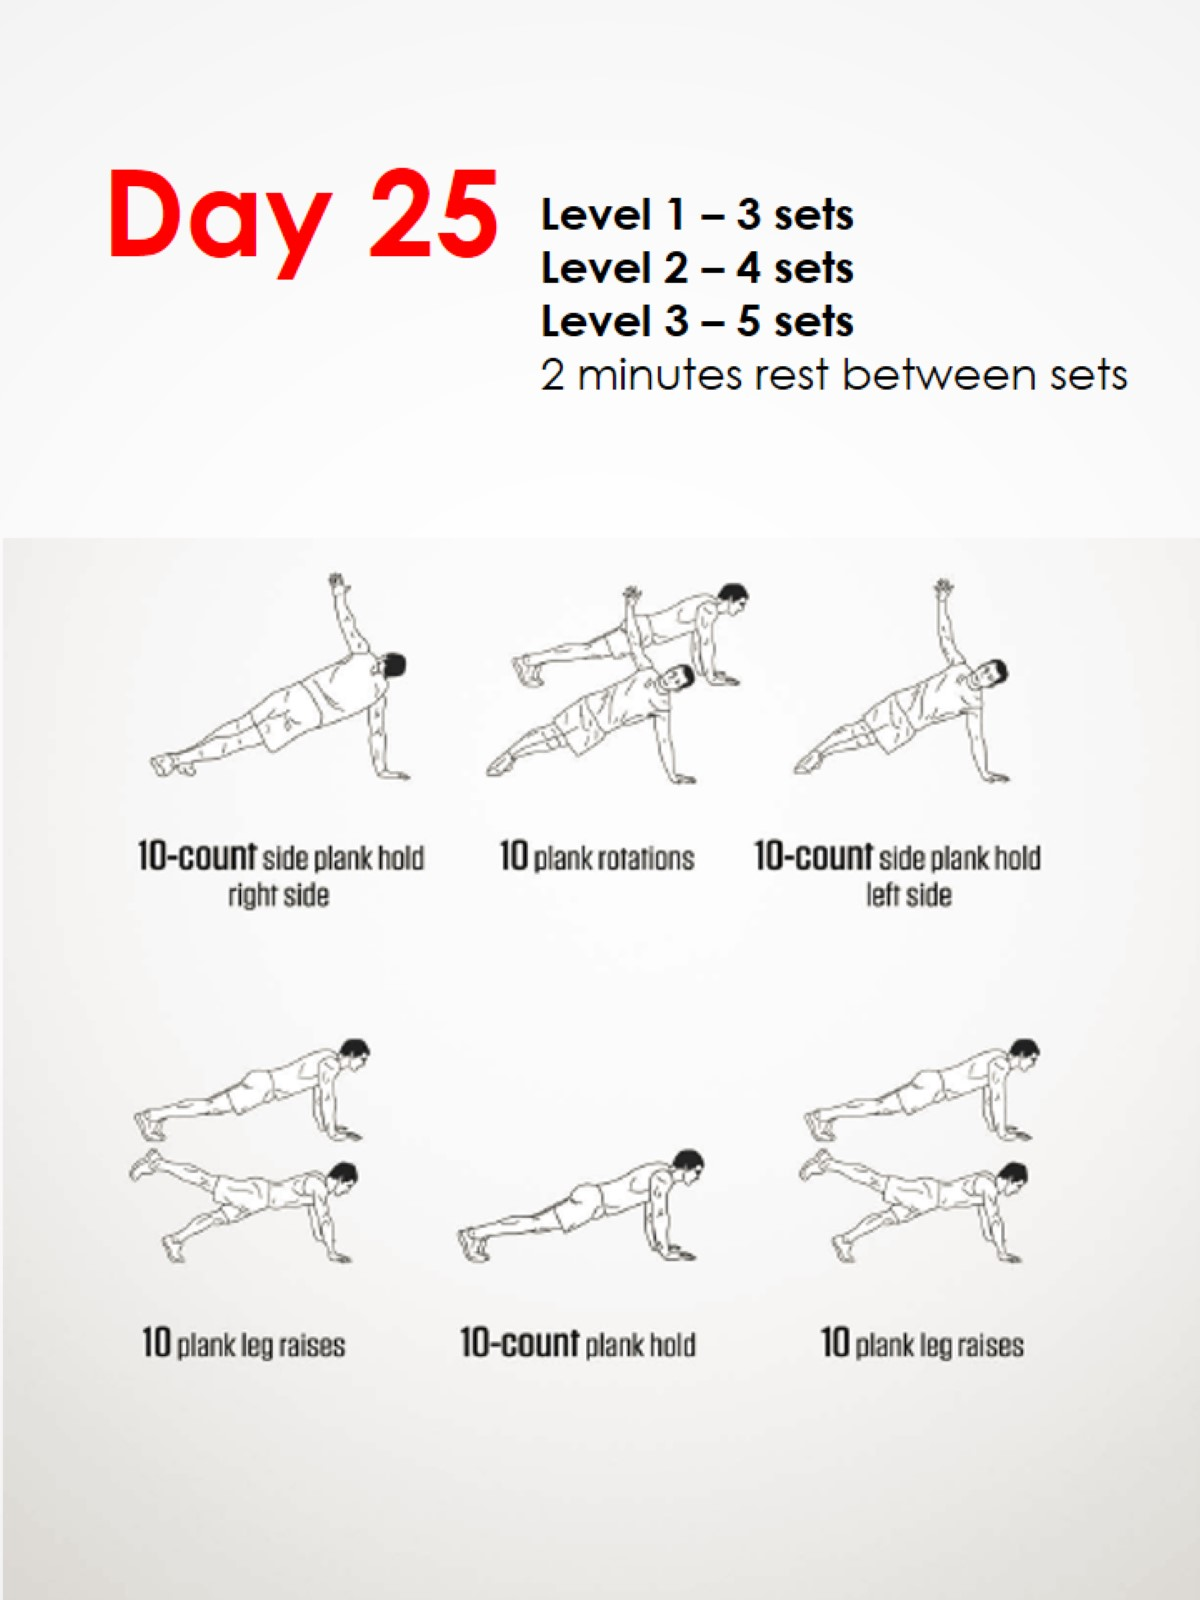 Day 25
Level 1 – 3 sets
Level 2 – 4 sets
Level 3 – 5 sets
2 minutes rest between sets
10-count side plank hold
right side
10 plank rotations
10-count side plank hold
left side
10 plank leg raises
10-count plank hold
10 plank leg raises